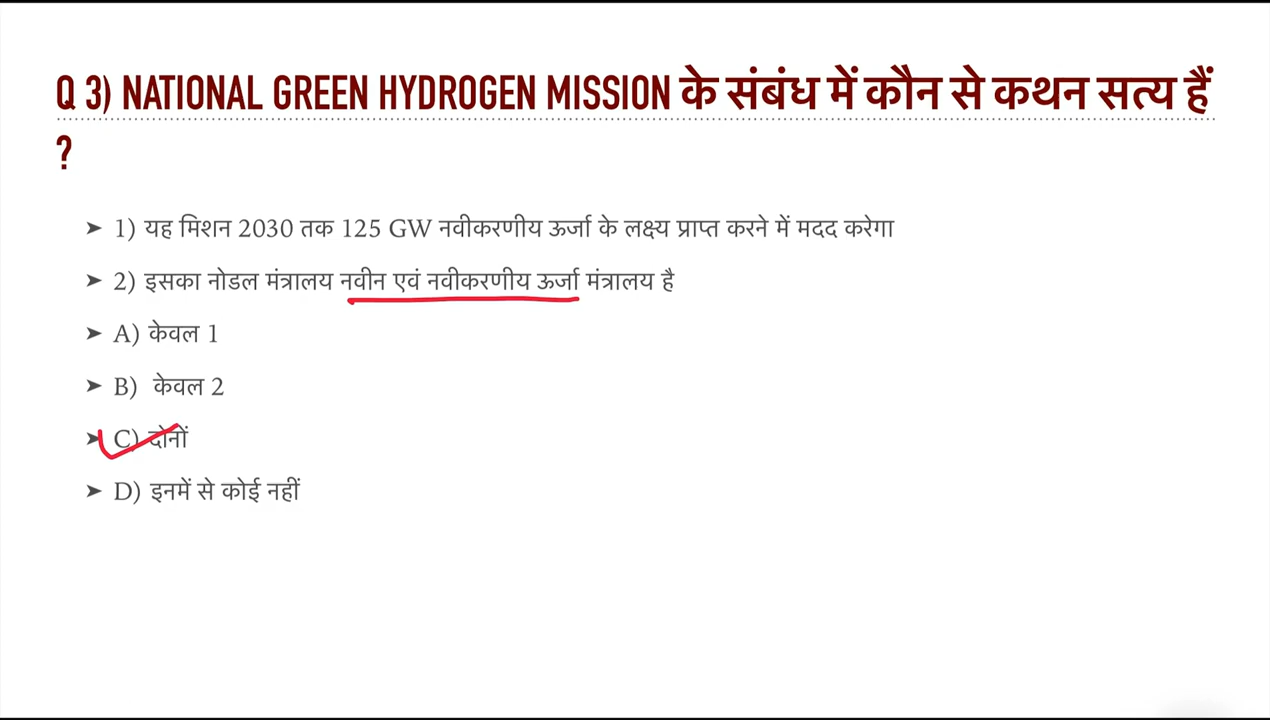 Q 3) NATIONAL GREEN HYDROGEN MISSION के संबंध में कौन से कथन सत्य हैं
?
➤ 1) यह मिशन 2030 तक 125 GW नवीकरणीय ऊर्जा के लक्ष्य प्राप्त करने में मदद करेगा
➤ 2) इसका नोडल मंत्रालय नवीन एवं नवीकरणीय ऊर्जा मंत्रालय है
➤ A) केवल 1
➤ B) केवल 2
➤ C) दोनों
➤ D) इनमें से कोई नहीं